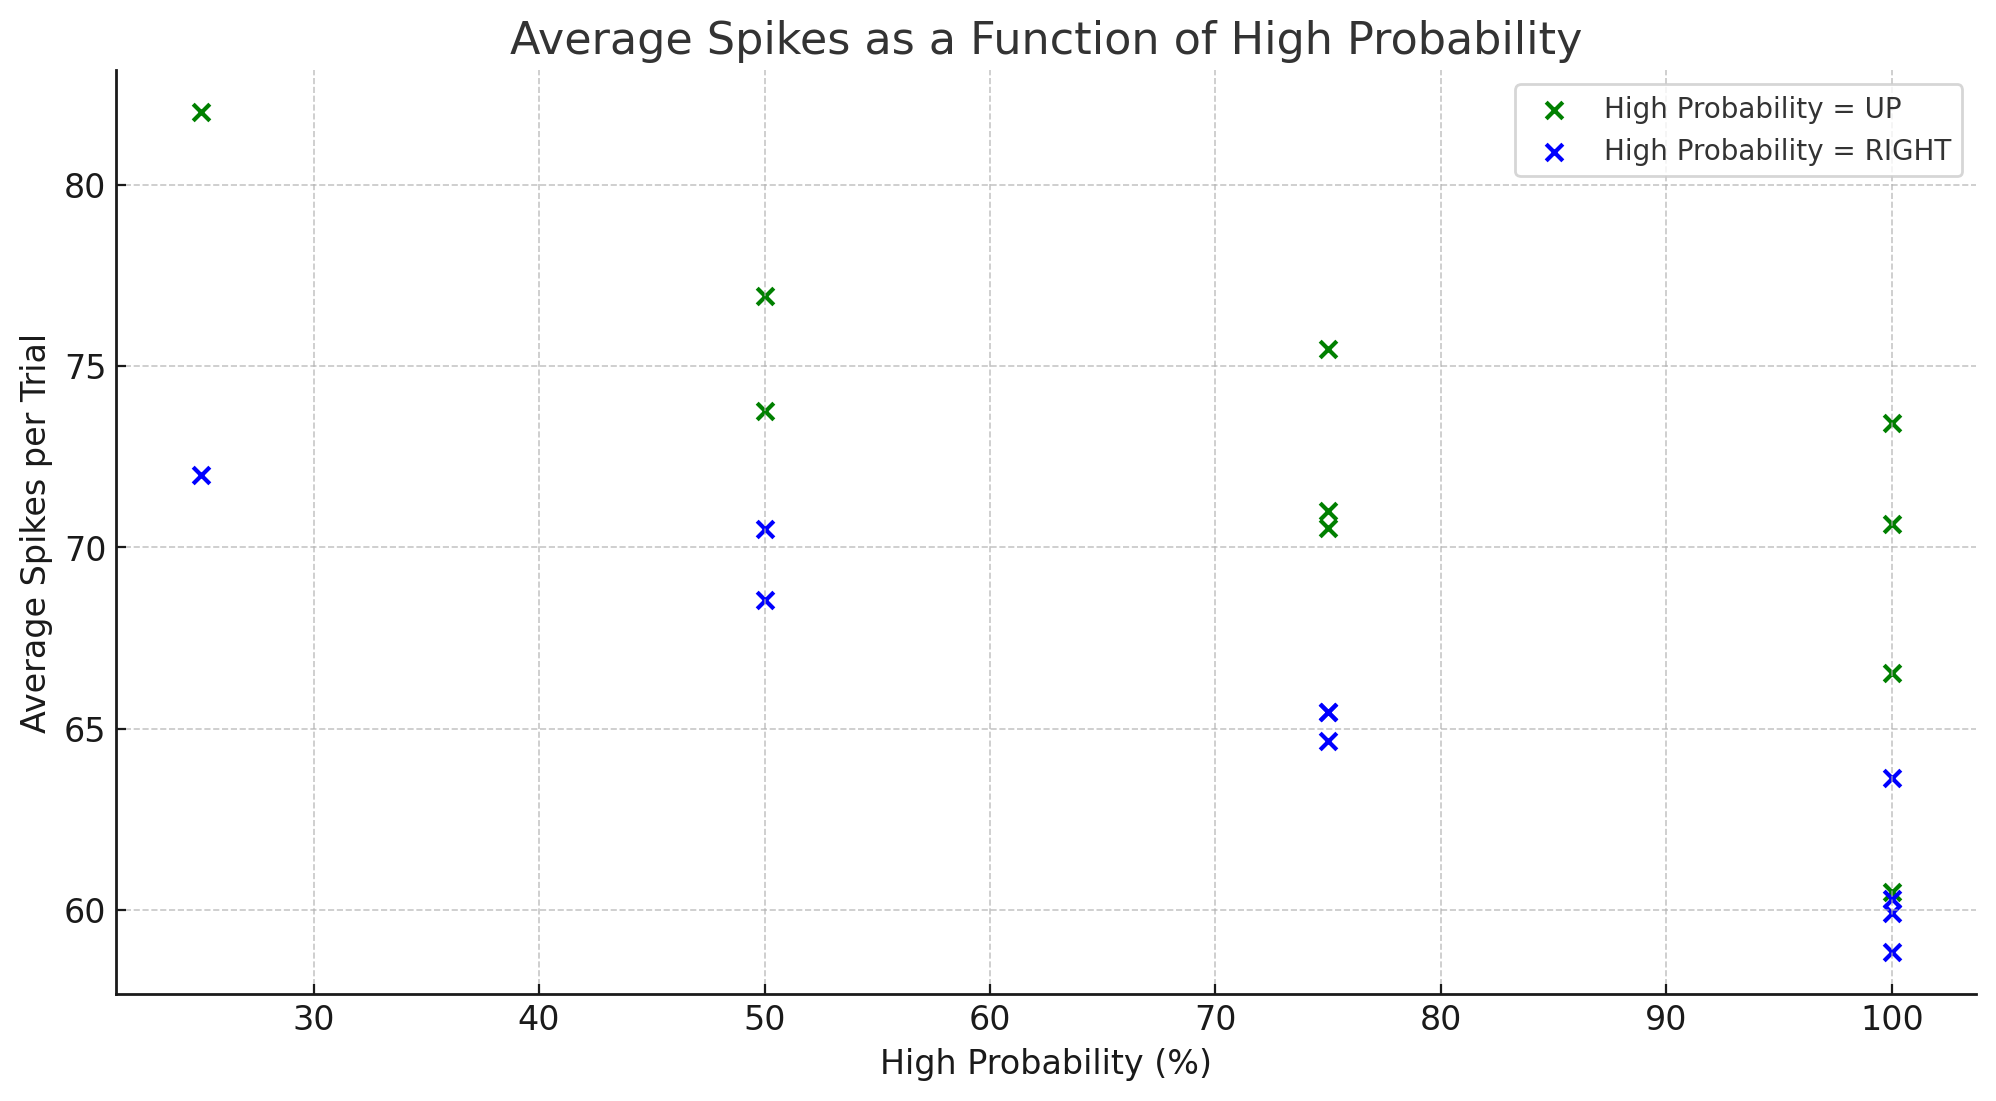 Average Spikes as a Function of High Probability
High Probability = UP
High Probability = RIGHT
Average Spikes per Trial
80
75
70
65
60
30 40 50 60 70 80 90 100
High Probability (%)